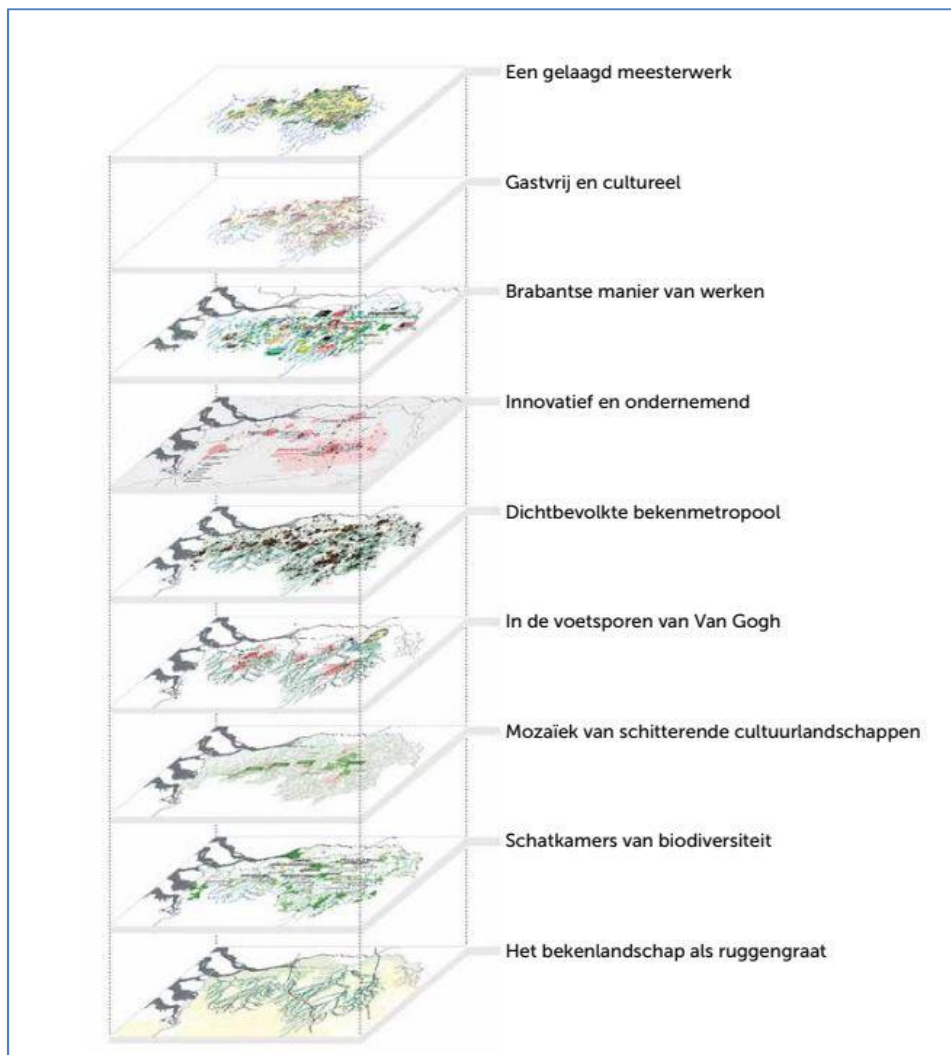 Een gelaagd meesterwerk
Gastvrij en cultureel
Brabantse manier van werken
Innovatief en ondernemend
Dichtbevolkte bekenmetropool
In de voetsporen van Van Gogh
Mozaïek van schitterende cultuurlandschappen
Schatkamers van biodiversiteit
Het bekenlandschap als ruggengraat